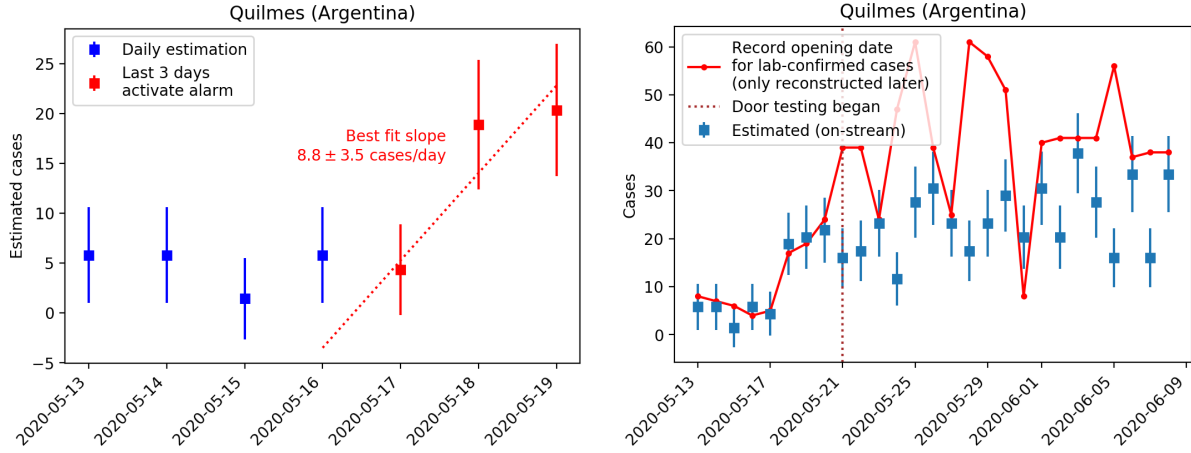 Quilmes (Argentina)
Daily estimation
Last 3 days
activate alarm
Best fit slope
8.8 ± 3.5 cases/day
Estimated cases
25
20
15
10
5
0
−5
2020-05-13
2020-05-14
2020-05-15
2020-05-16
2020-05-17
2020-05-18
2020-05-19
Quilmes (Argentina)
Record opening date
for lab-confirmed cases
(only reconstructed later)
Door testing began
Estimated (on-stream)
Cases
60
50
40
30
20
10
0
2020-05-13
2020-05-17
2020-05-21
2020-05-25
2020-05-29
2020-06-01
2020-06-05
2020-06-09